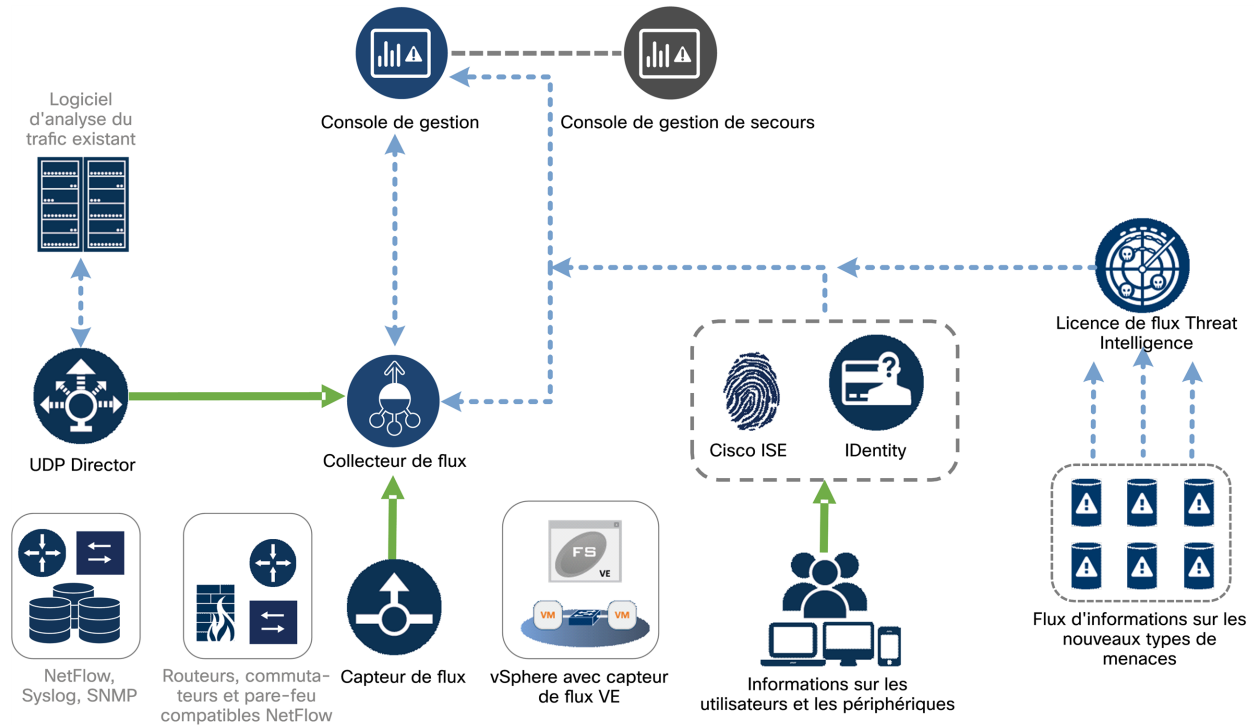 Console de gestion
Console de gestion de secours
Logiciel
d'analyse du
trafic existant
Licence de flux Threat
Intelligence
UDP Director
Collecteur de flux
?
Cisco ISE
IDentity
FS
VE
VM
VM
NetFlow,
Syslog, SNMP
Routeurs, commuta-
teurs et pare-feu
compatibles NetFlow
Capteur de flux
vSphere avec capteur
de flux VE
Informations sur les
utilisateurs et les périphériques
Flux d'informations sur les
nouveaux types de
menaces